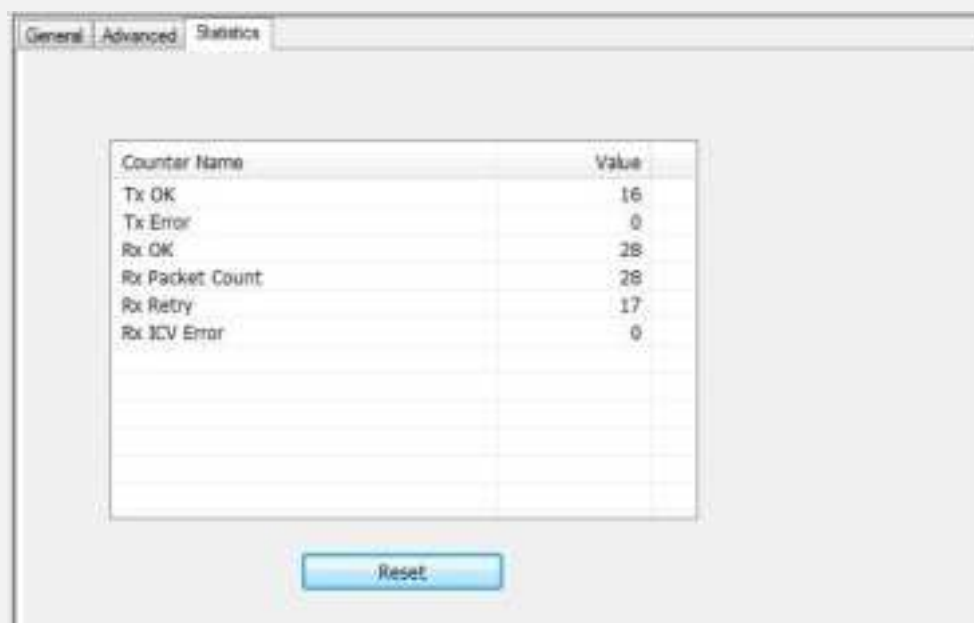 General Advanced Statistics
Counter Name Value
Tx OK 16
Tx Error 0
Rx OK 28
Rx Packet Count 28
Rx Retry 17
Rx ICV Error 0
Reset